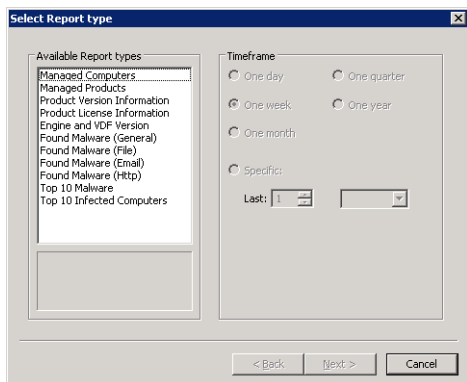 Select Report type
Available Report types
Managed Computers
Managed Products
Product Version Information
Product License Information
Engine and VDF Version
Found Malware (General)
Found Malware (File)
Found Malware (Email)
Found Malware (Http)
Top 10 Malware
Top 10 Infected Computers
Timeframe
One day
One quarter
One week
One year
One month
Specific:
Last: 1
< Back
Next >
Cancel